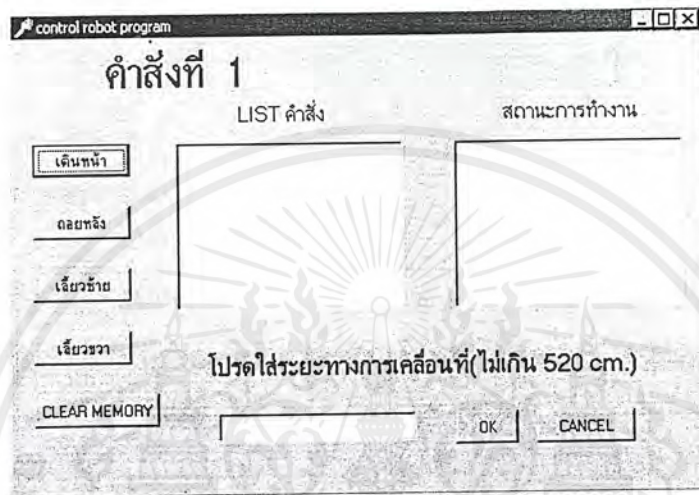 control robot program
คำสั่งที่ 1
LIST คำสั่ง
สถานะการทำงาน
เดินหน้า
ถอยหลัง
เลี้ยวซ้าย
เลี้ยวขวา
CLEAR MEMORY
โปรดใส่ระยะทางการเคลื่อนที่(ไม่เกิน 520 cm.)
OK
CANCEL